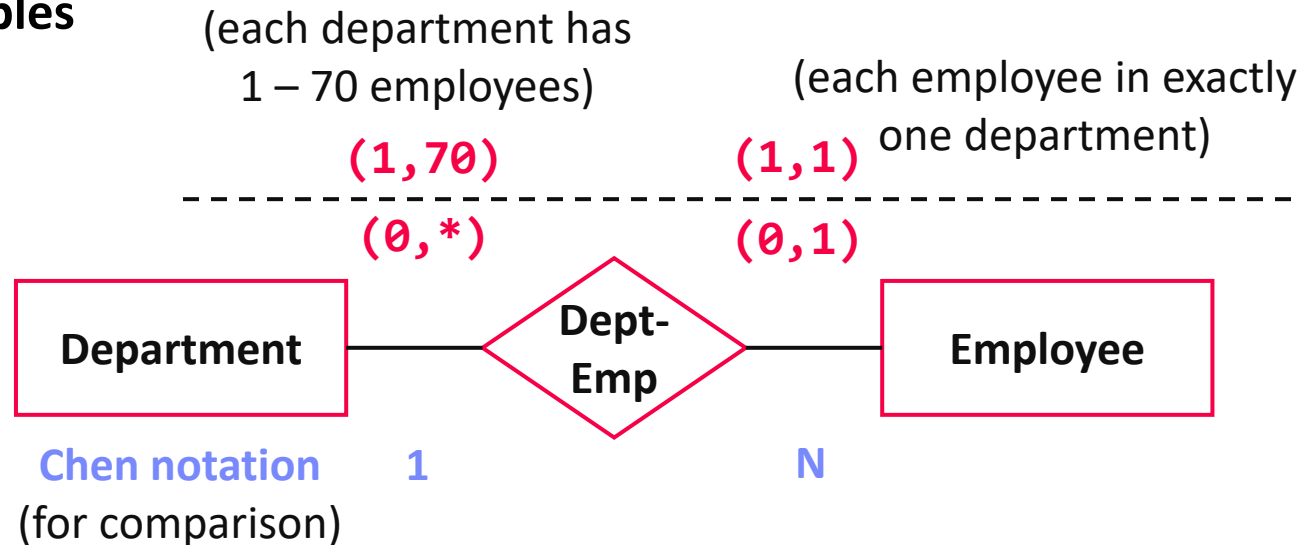 (each department has
1 – 70 employees)
(each employee in exactly
one department)
(1,70)
(1,1)
(0,*)
(0,1)
Department
Dept-
Emp
Employee
Chen notation
1
N
(for comparison)